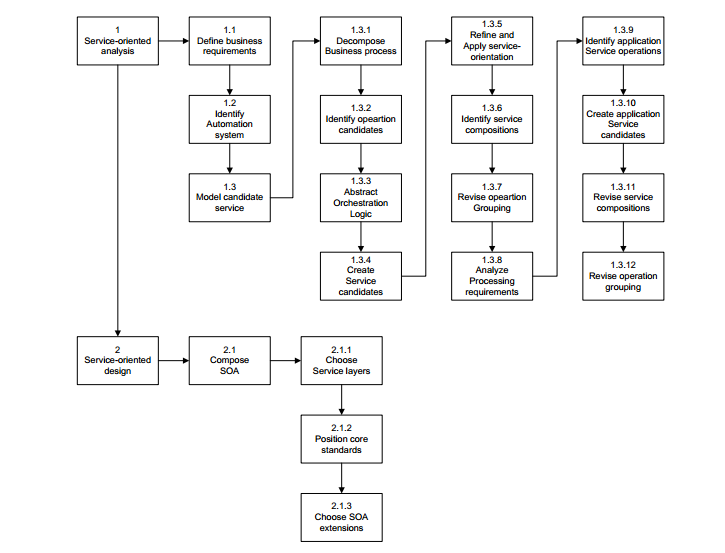 1
Service-oriented
analysis
1.1
Define business
requirements
1.2
Identify
Automation
system
1.3
Model candidate
service
1.3.1
Decompose
Business process
1.3.2
Identify opeartion
candidates
1.3.3
Abstract
Orchestration
Logic
1.3.4
Create
Service
candidates
1.3.5
Refine and
Apply service-
orientation
1.3.6
Identify service
compositions
1.3.7
Revise opeartion
Grouping
1.3.8
Analyze
Processing
requirements
1.3.9
Identify application
Service operations
1.3.10
Create application
Service
candidates
1.3.11
Revise service
compositions
1.3.12
Revise operation
grouping
2
Service-oriented
design
2.1
Compose
SOA
2.1.1
Choose
Service layers
2.1.2
Position core
standards
2.1.3
Choose SOA
extensions